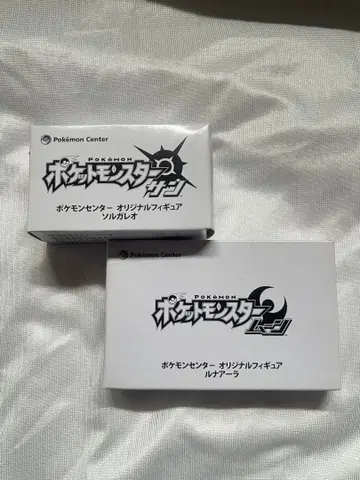 Pokémon Center
POKÉMON
ポケットモンスター
サン
ポケモンセンター オリジナルフィギュア
ソルガレオ
Pokémon Center
POKÉMON
ポケットモンスター
ムーン
ポケモンセンター オリジナルフィギュア
ルナアーラ